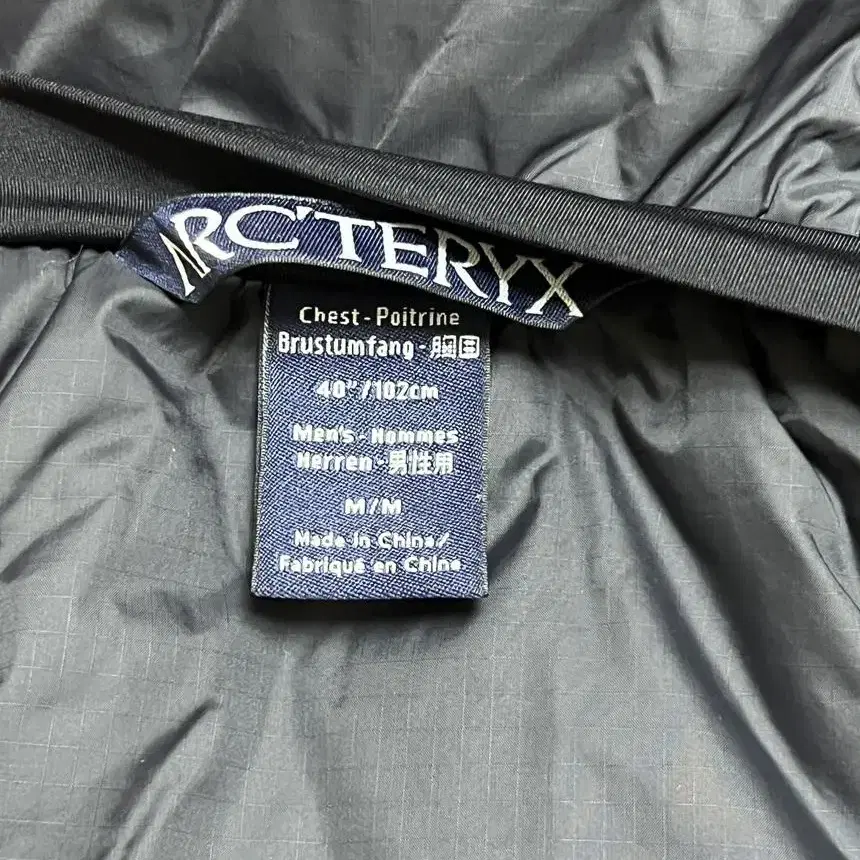 ARC'TERYX
Chest - Poitrine
Brustumfang - 胸囲
40"/102cm
Men's - Hommes
Herren - 男性用
M/M
Made in China/
Fabriqué en Chine